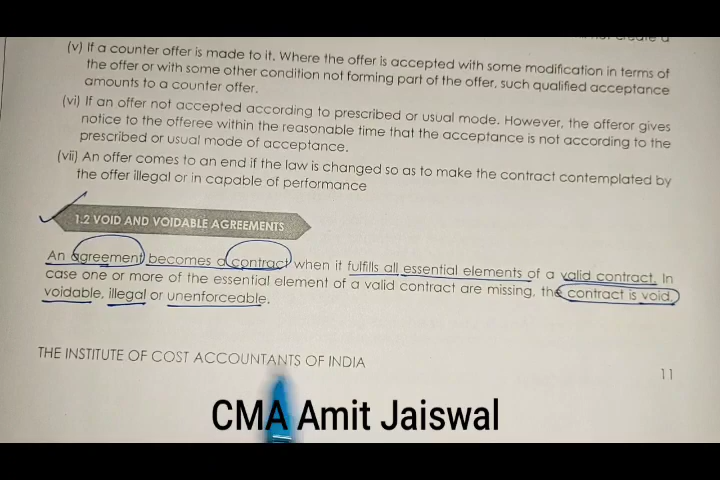 (v) If a counter offer is made to it. Where the offer is accepted with some modification in terms of
the offer or with some other condition not forming part of the offer, such qualified acceptance
amounts to a counter offer.
(vi) If an offer not accepted according to prescribed or usual mode. However, the offeror gives
notice to the offeree within the reasonable time that the acceptance is not according to the
prescribed or usual mode of acceptance.
(vii) An offer comes to an end if the law is changed so as to make the contract contemplated by
the offer illegal or in capable of performance
1.2 VOID AND VOIDABLE AGREEMENTS
An agreement becomes a contract when it fulfills all essential elements of a valid contract. In
case one or more of the essential element of a valid contract are missing, the contract is void,
voidable, illegal or unenforceable.
THE INSTITUTE OF COST ACCOUNTANTS OF INDIA
11
CMA Amit Jaiswal